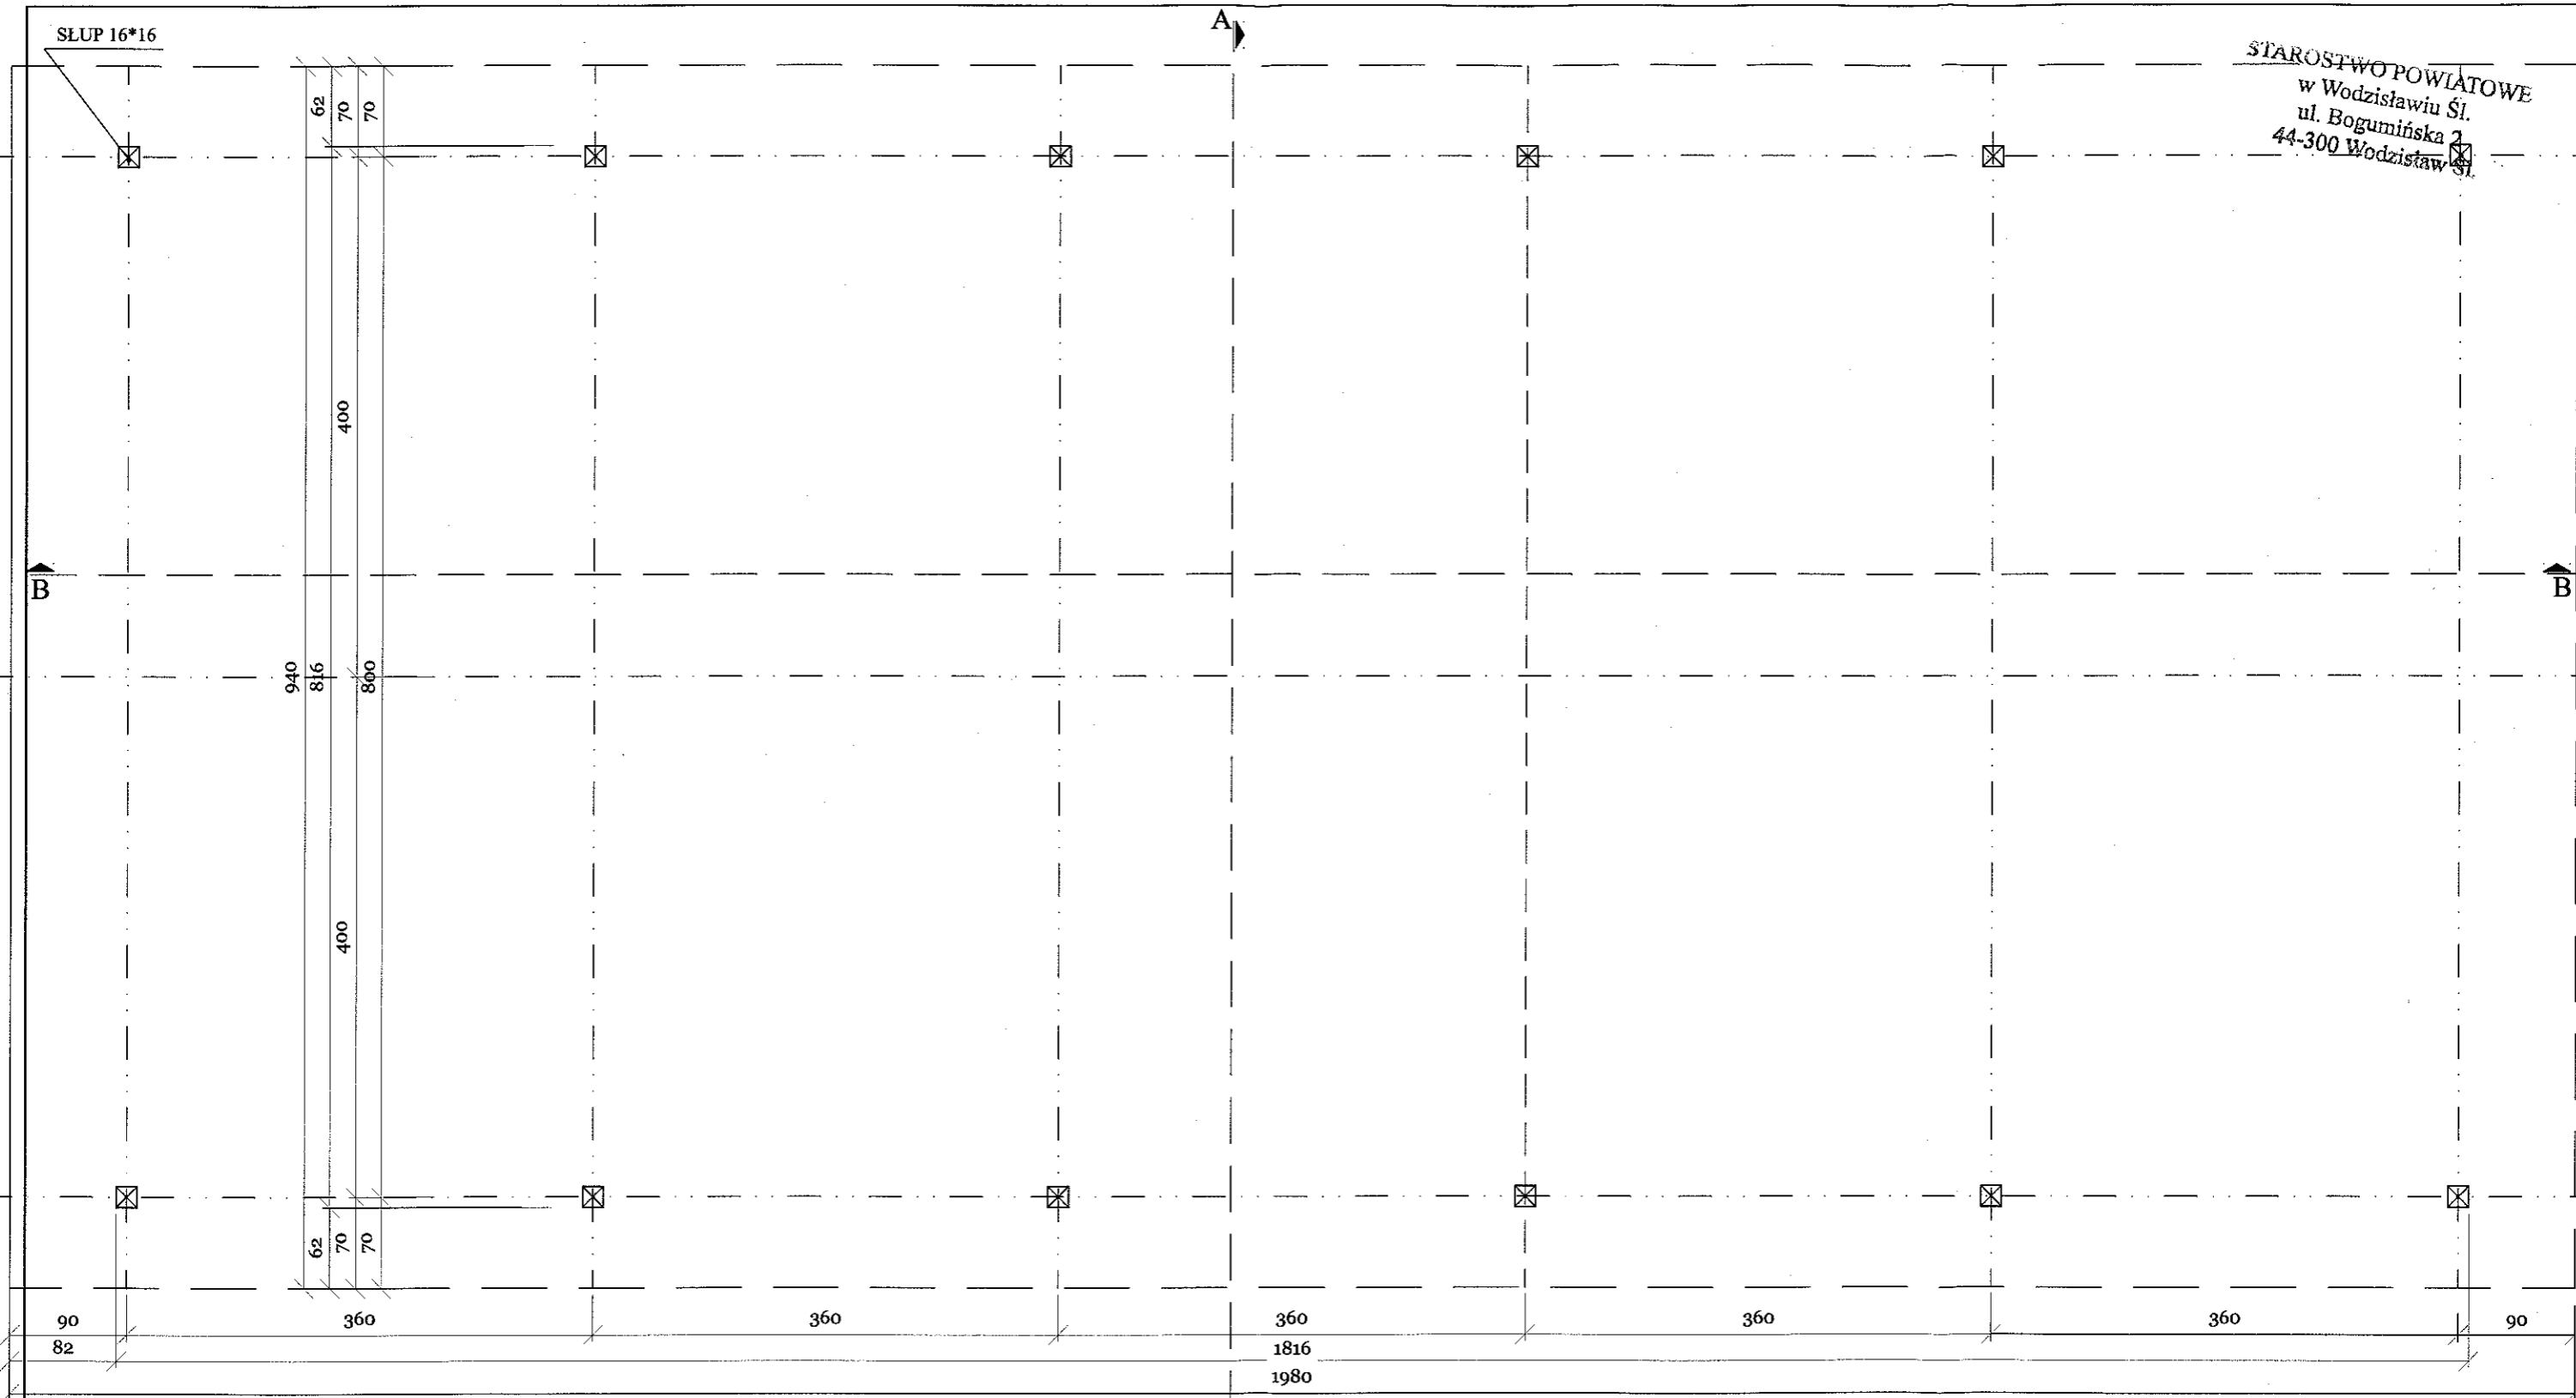 A
SŁUP 16*16
STAROSTWO POWIATOWE
w Wodzisławiu Śl.
ul. Bogumińska 2
44-300 Wodzisław Śl.
62
70
70
400
B
B
940
816
800
400
62
70
70
90
360
360
360
360
360
90
82
1816
1980